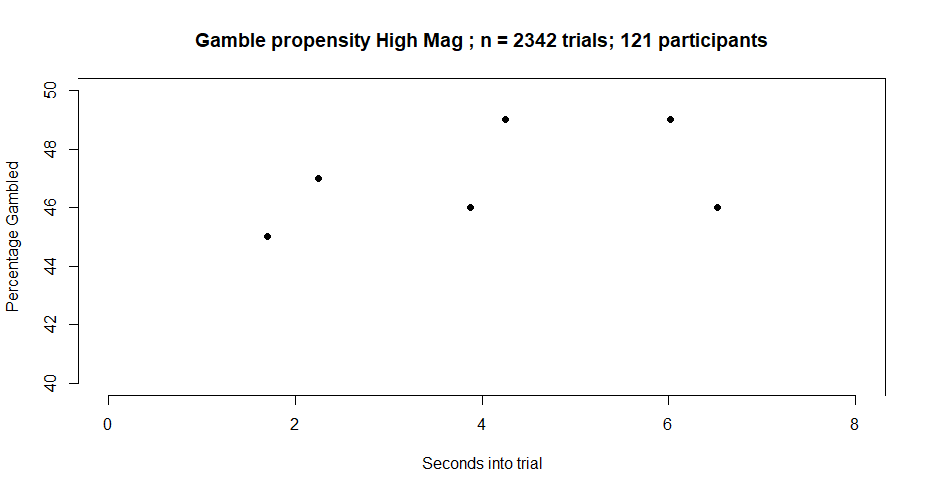 Gamble propensity High Mag ; n = 2342 trials; 121 participants
50
48
46
44
42
40
Percentage Gambled
0 2 4 6 8
Seconds into trial